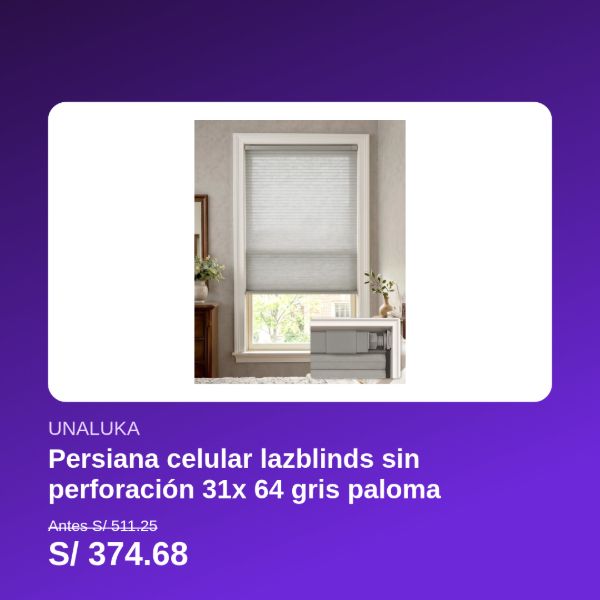 UNALUKA
Persiana celular lazblinds sin
perforación 31x 64 gris paloma
Antes S/ 511.25
S/ 374.68